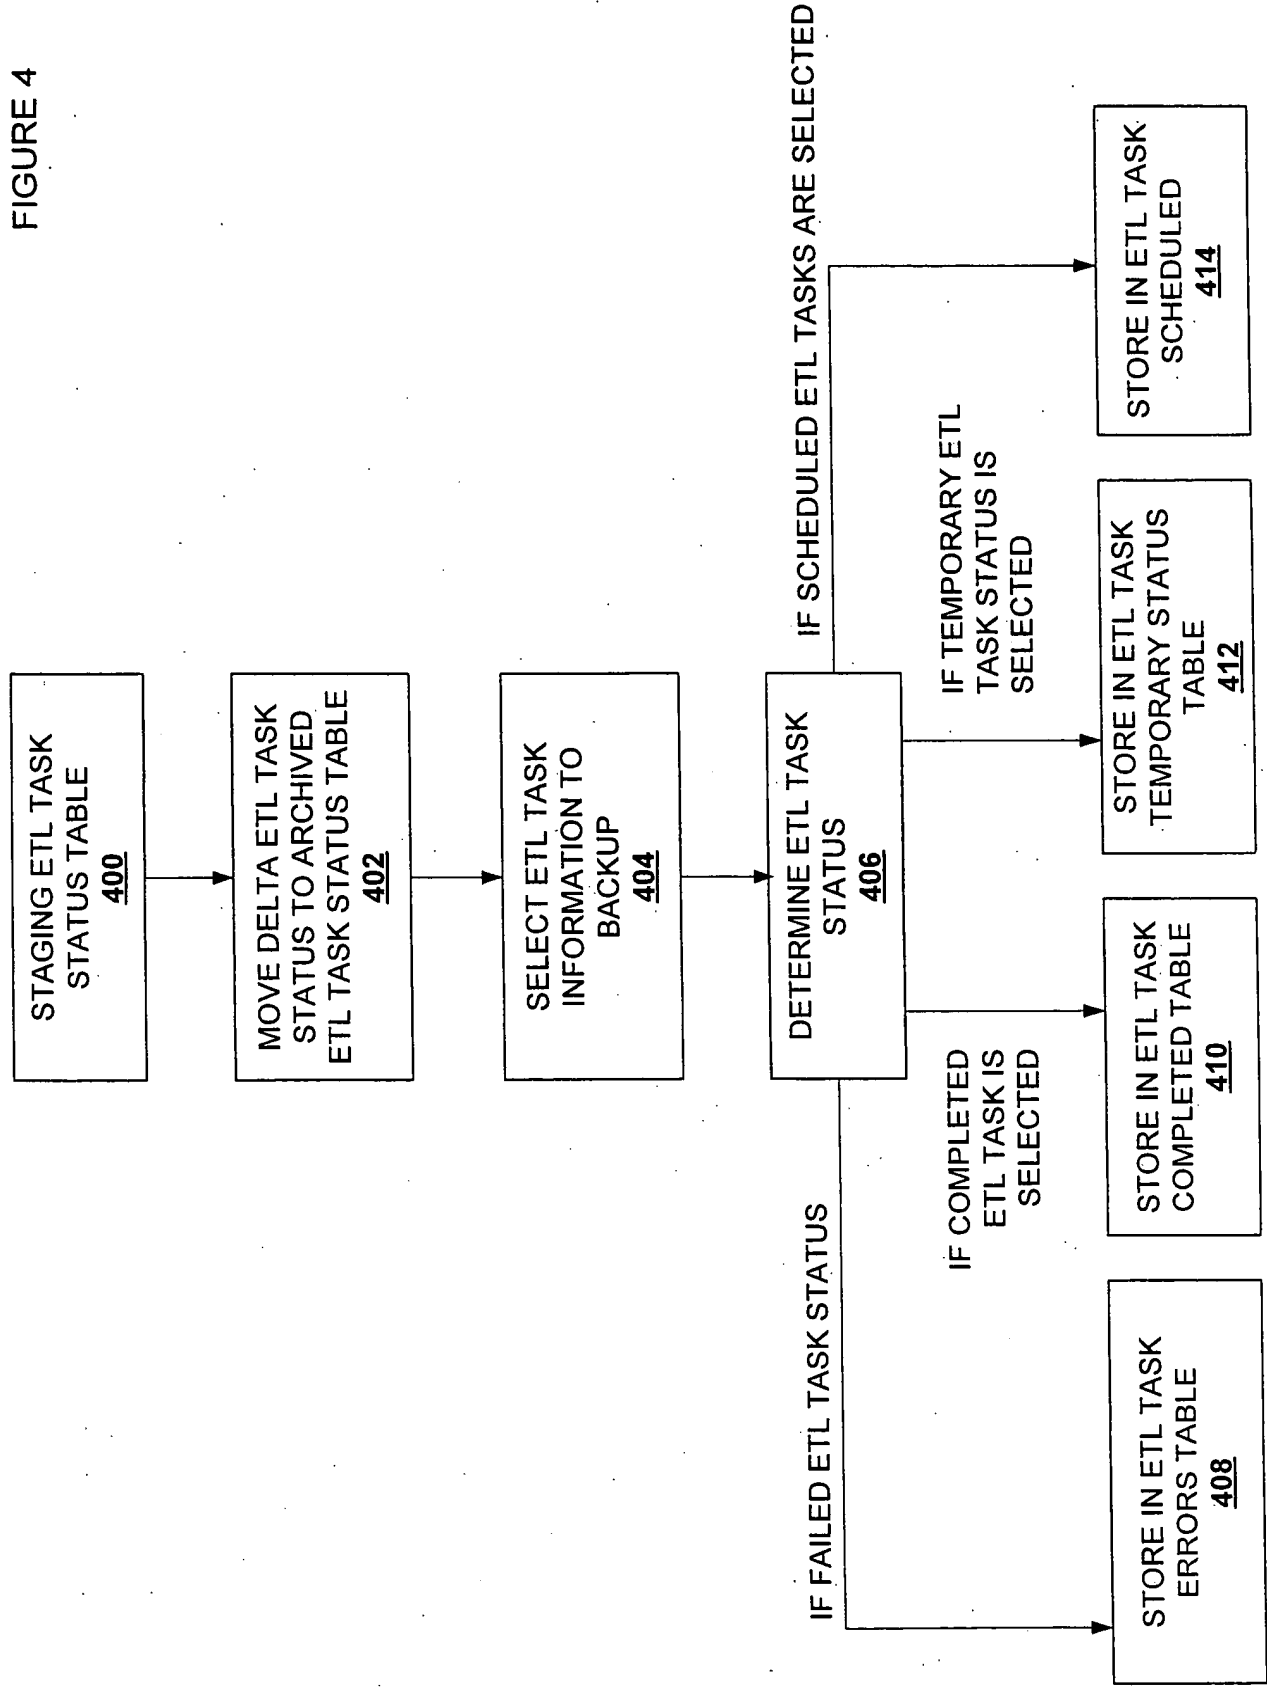 FIGURE 4
STAGING ETL TASK
STATUS TABLE
400
MOVE DELTA ETL TASK
STATUS TO ARCHIVED
ETL TASK STATUS TABLE
402
SELECT ETL TASK
INFORMATION TO
BACKUP
404
DETERMINE ETL TASK
STATUS
406
IF FAILED ETL TASK STATUS
IF SCHEDULED ETL TASKS ARE SELECTED
IF COMPLETED
ETL TASK IS
SELECTED
IF TEMPORARY ETL
TASK STATUS IS
SELECTED
STORE IN ETL TASK
ERRORS TABLE
408
STORE IN ETL TASK
COMPLETED TABLE
410
STORE IN ETL TASK
TEMPORARY STATUS
TABLE
412
STORE IN ETL TASK
SCHEDULED
414